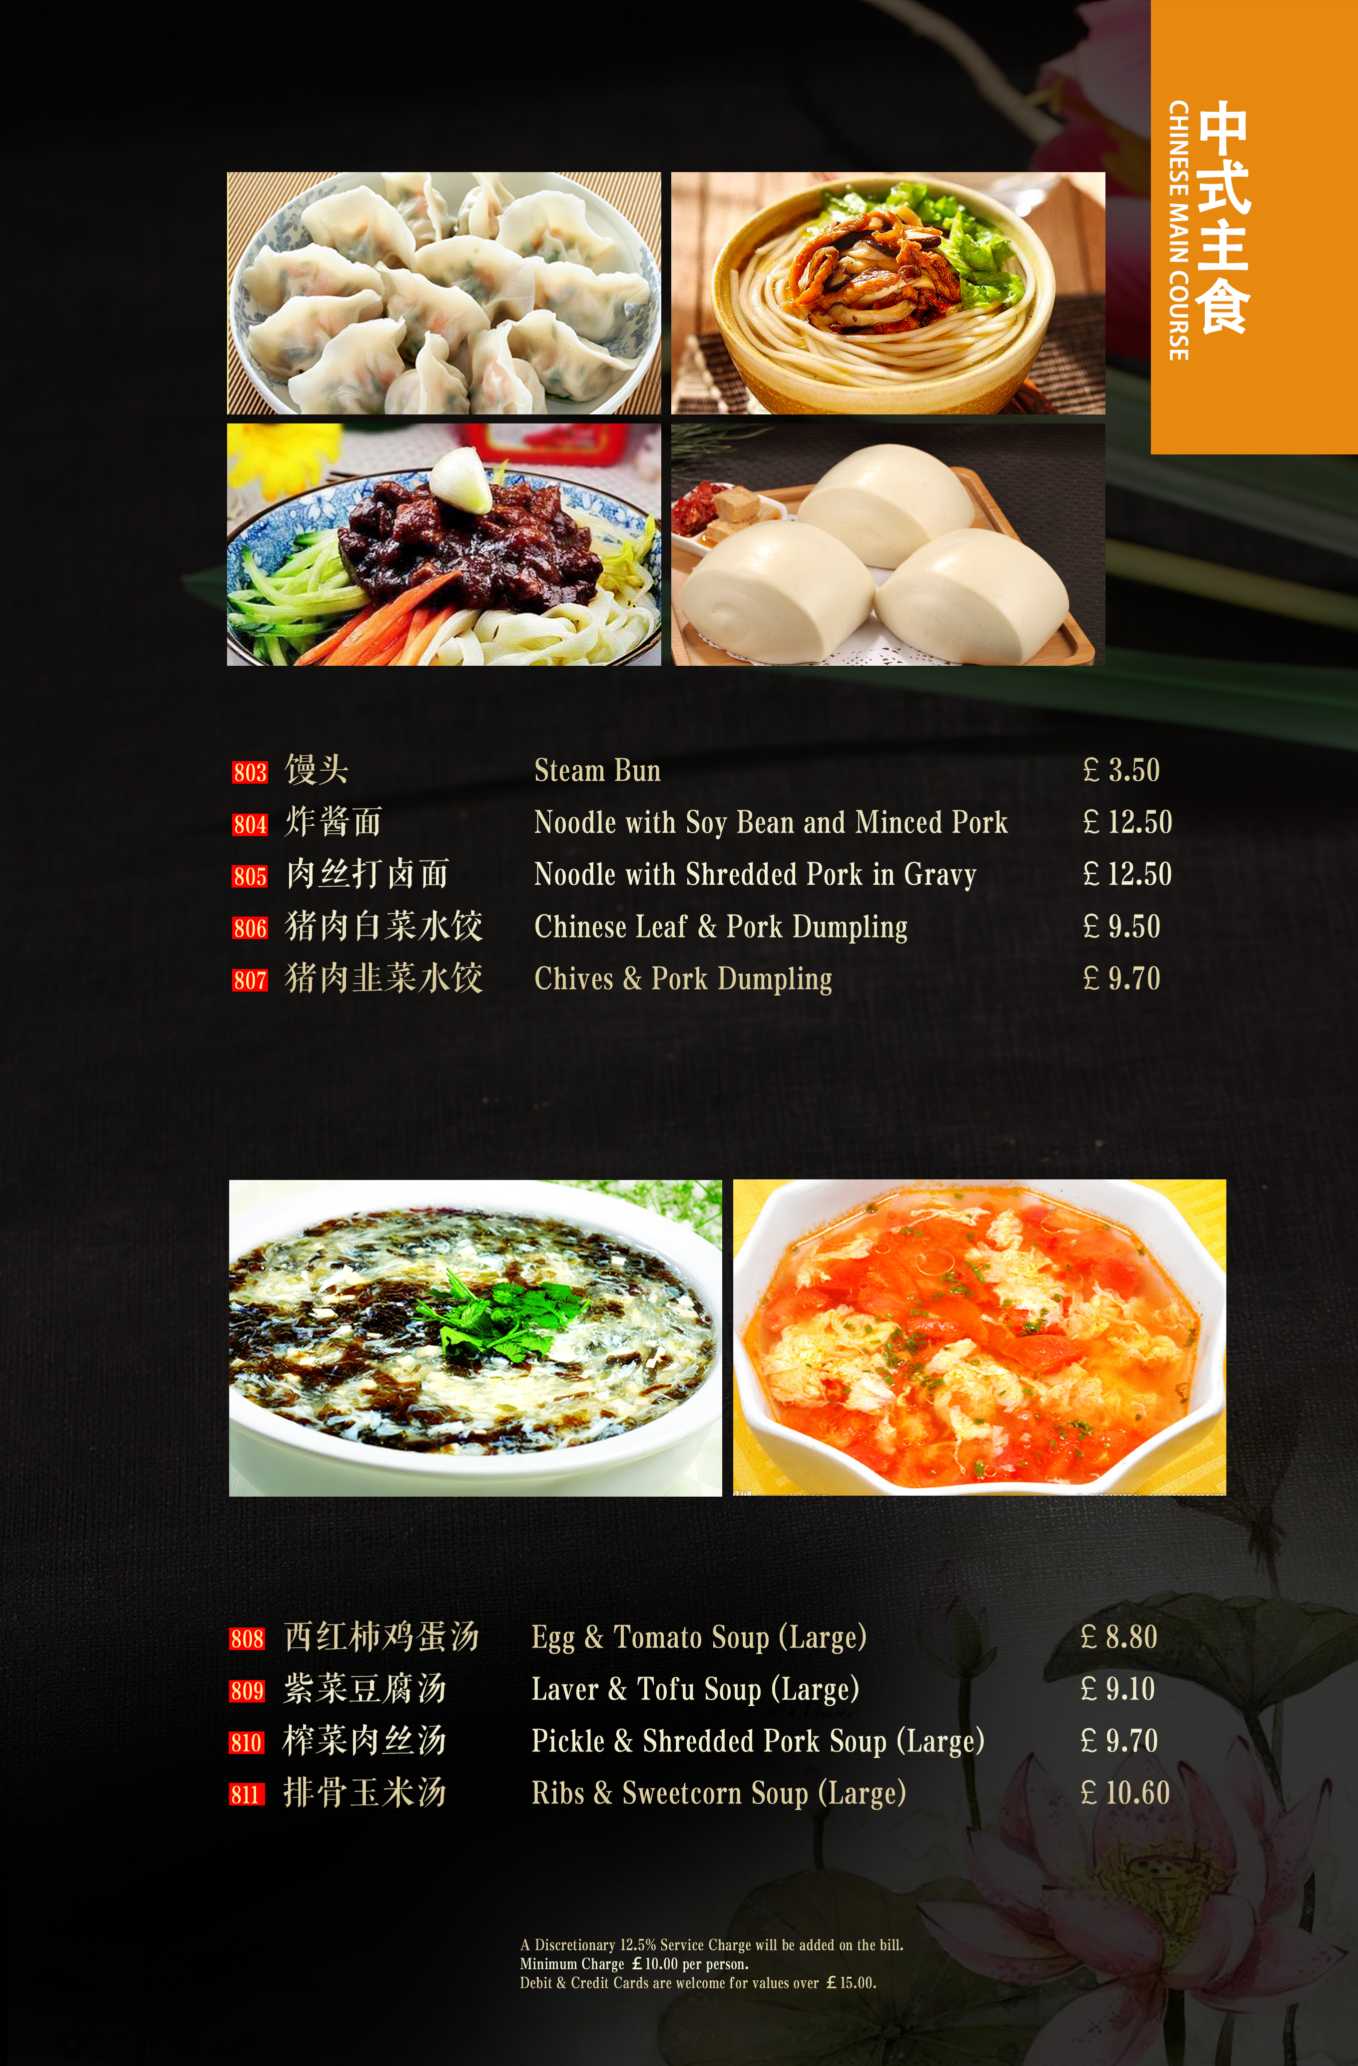 中式主食
CHINESE MAIN COURSE
803 馒头 Steam Bun £ 3.50
804 炸酱面 Noodle with Soy Bean and Minced Pork £ 12.50
805 肉丝打卤面 Noodle with Shredded Pork in Gravy £ 12.50
806 猪肉白菜水饺 Chinese Leaf & Pork Dumpling £ 9.50
807 猪肉韭菜水饺 Chives & Pork Dumpling £ 9.70
808 西红柿鸡蛋汤 Egg & Tomato Soup (Large) £ 8.80
809 紫菜豆腐汤 Laver & Tofu Soup (Large) £ 9.10
810 榨菜肉丝汤 Pickle & Shredded Pork Soup (Large) £ 9.70
811 排骨玉米汤 Ribs & Sweetcorn Soup (Large) £ 10.60
A Discretionary 12.5% Service Charge will be added on the bill.
Minimum Charge £10.00 per person.
Debit & Credit Cards are welcome for values over £15.00.